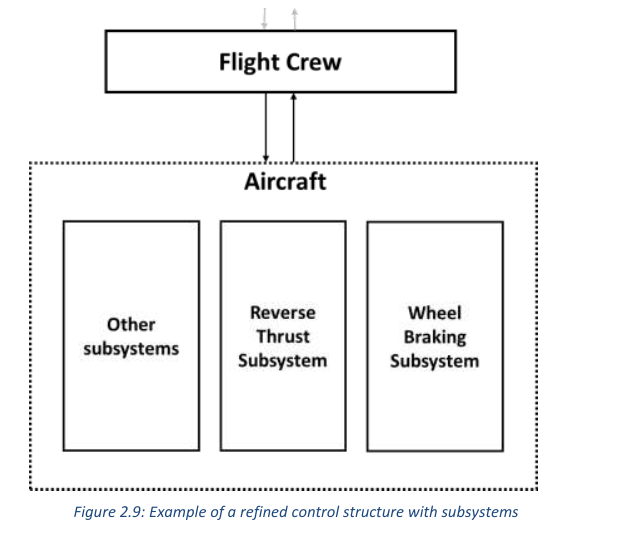 Flight Crew
Aircraft
Other
subsystems
Reverse
Thrust
Subsystem
Wheel
Braking
Subsystem
Figure 2.9: Example of a refined control structure with subsystems